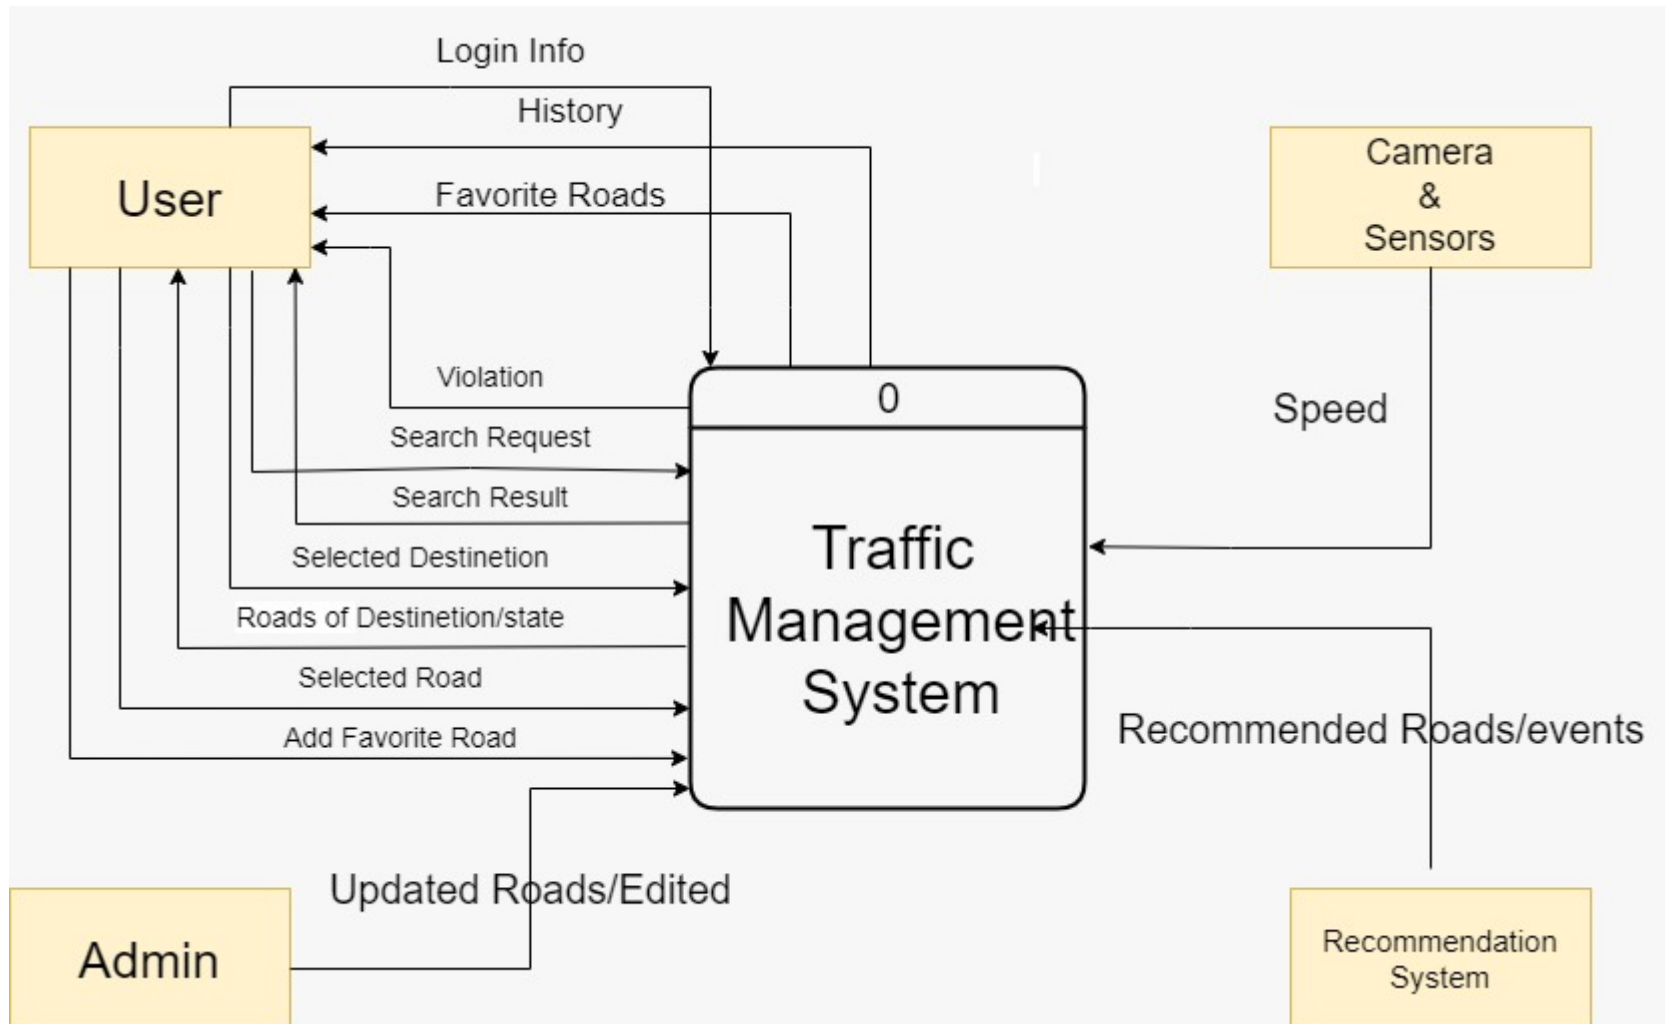 Login Info
History
User
Favorite Roads
Camera
&
Sensors
Violation
0
Search Request
Speed
Search Result
Selected Destinetion
Traffic
Management
System
Roads of Destinetion/state
Selected Road
Add Favorite Road
Recommended Roads/events
Updated Roads/Edited
Admin
Recommendation
System